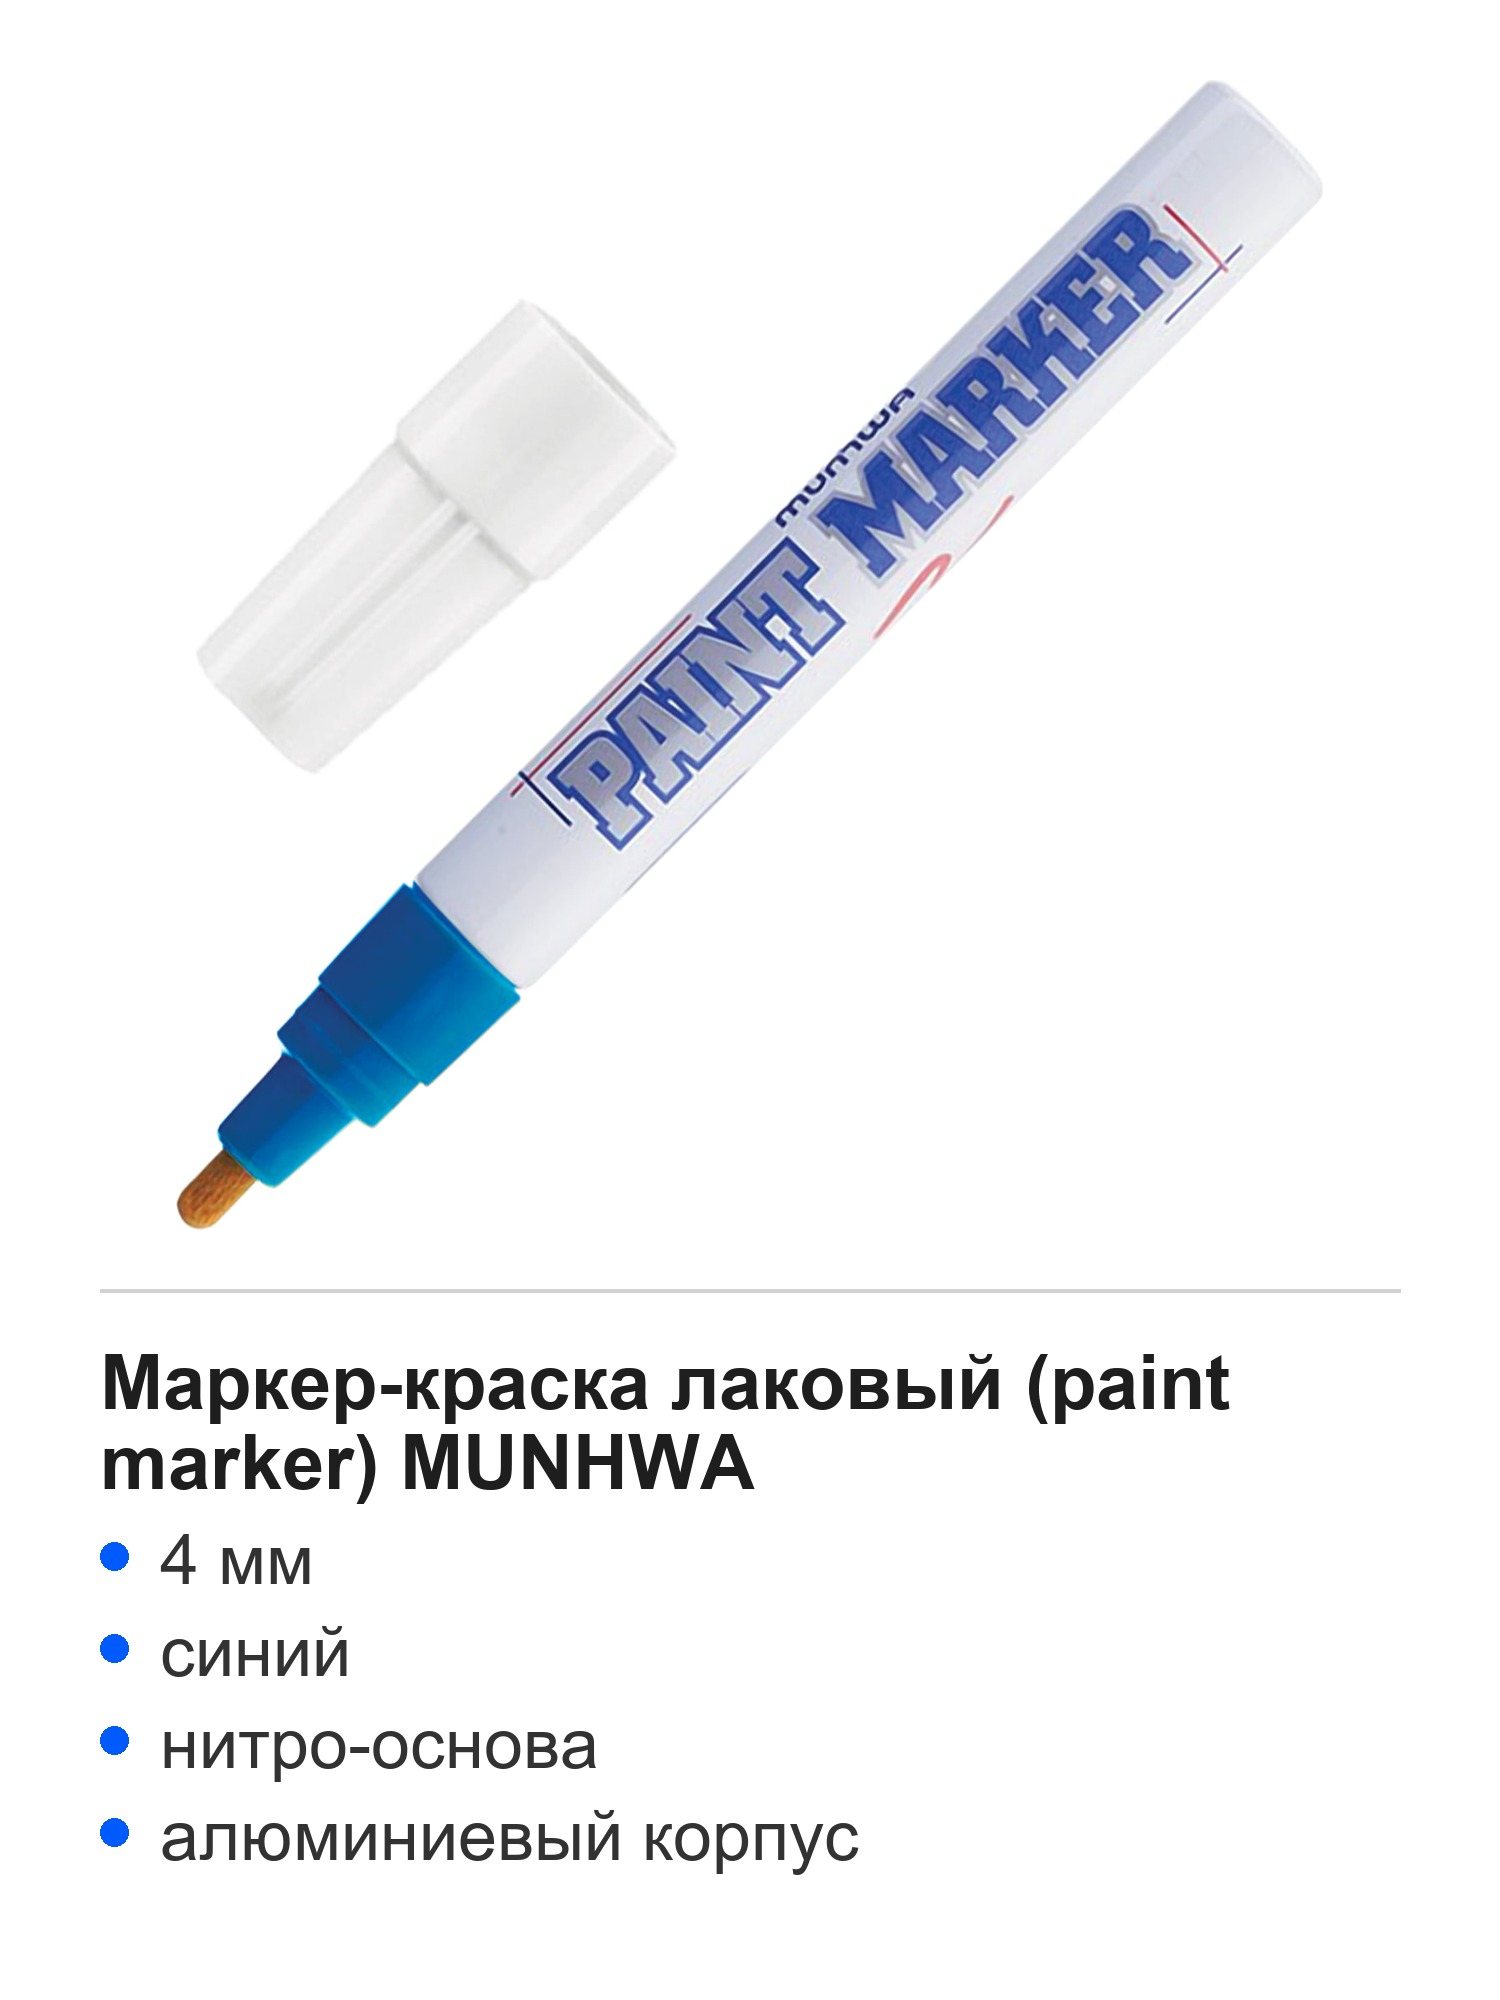 MUNHWA
PAINT MARKER
Маркер-краска лаковый (paint
marker) MUNHWA
4 мм
синий
нитро-основа
алюминиевый корпус